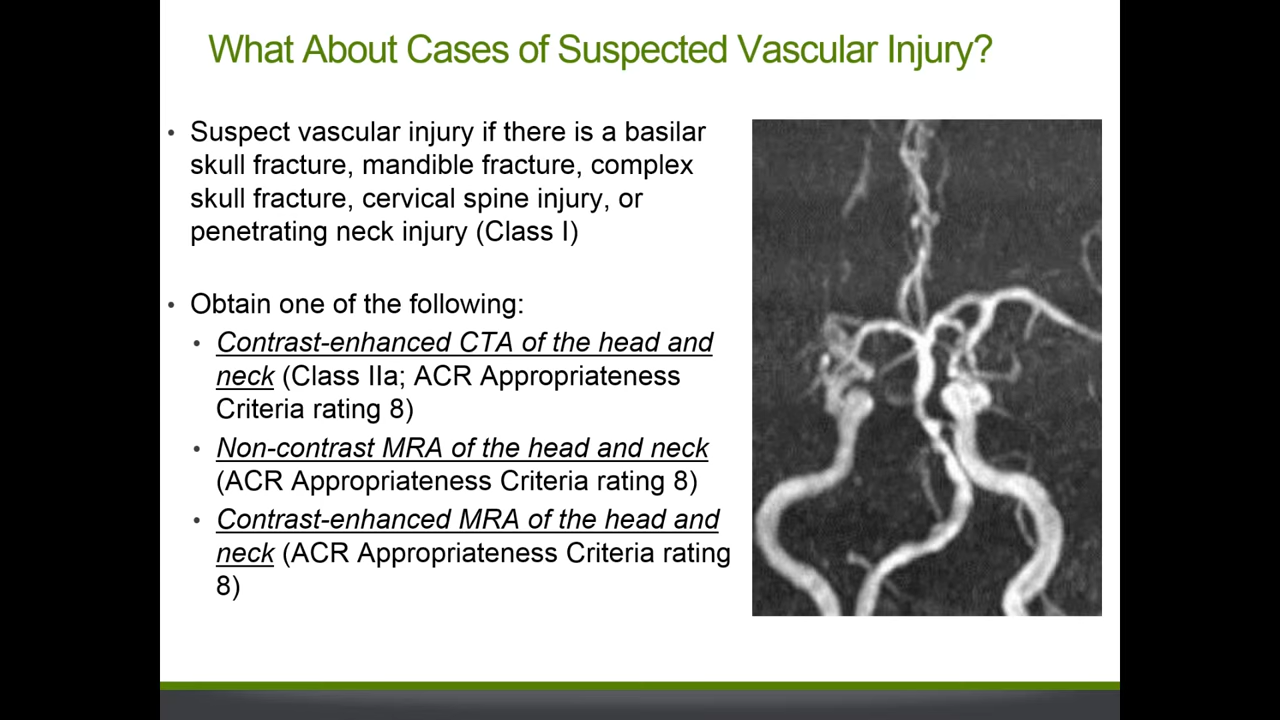 What About Cases of Suspected Vascular Injury?
• Suspect vascular injury if there is a basilar
skull fracture, mandible fracture, complex
skull fracture, cervical spine injury, or
penetrating neck injury (Class I)
• Obtain one of the following:
• Contrast-enhanced CTA of the head and
neck (Class IIa; ACR Appropriateness
Criteria rating 8)
• Non-contrast MRA of the head and neck
(ACR Appropriateness Criteria rating 8)
• Contrast-enhanced MRA of the head and
neck (ACR Appropriateness Criteria rating
8)